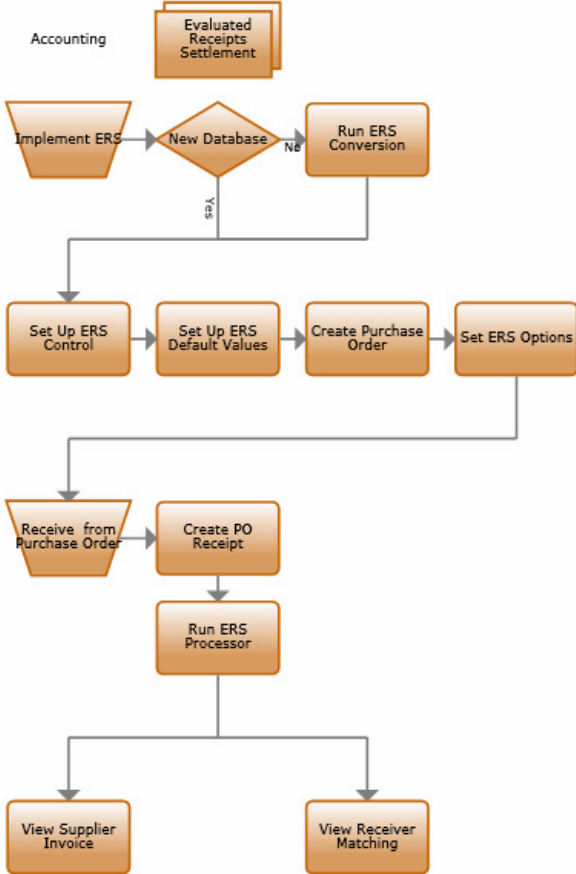 Accounting
Evaluated
Receipts
Settlement
Implement ERS
New Database
No
Run ERS
Conversion
Yes
Set Up ERS
Control
Set Up ERS
Default Values
Create Purchase
Order
Set ERS Options
Receive from
Purchase Order
Create PO
Receipt
Run ERS
Processor
View Supplier
Invoice
View Receiver
Matching